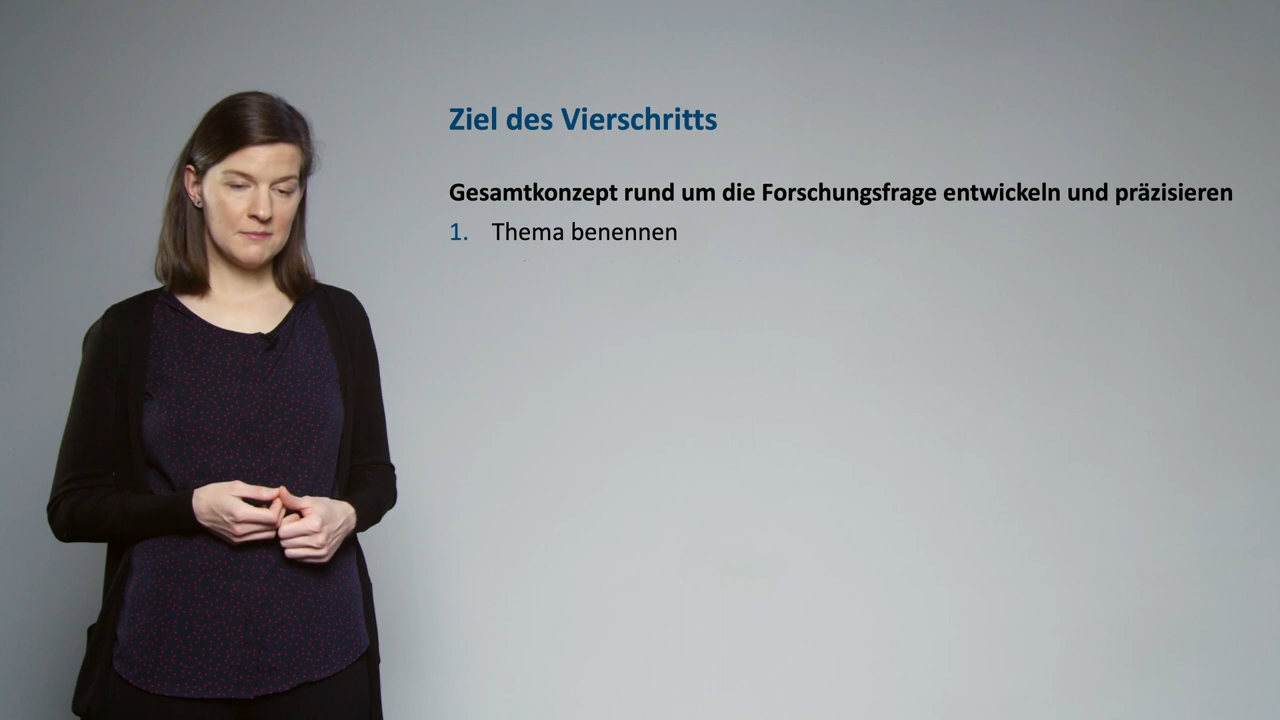 Ziel des Vierschritts
Gesamtkonzept rund um die Forschungsfrage entwickeln und präzisieren
1. Thema benennen